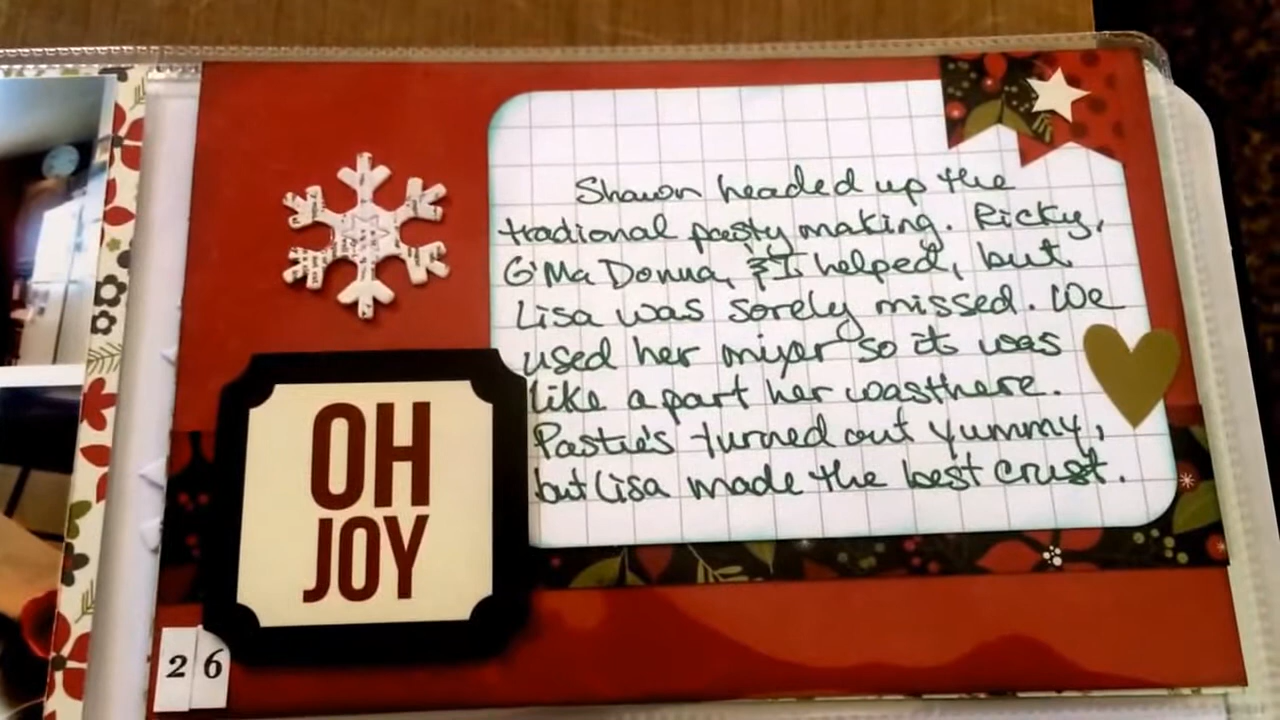 Shawn headed up the
tradional pasty making. Ricky,
G'Ma Donna, & I helped, but
Lisa was sorely missed. We
used her mixer so it was
like a part her wasthere.
Pastie's turned out yummy,
but Lisa made the best crust.
OH
JOY
26